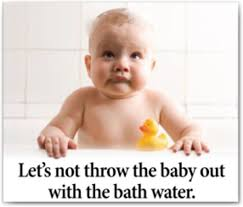 Let's not throw the baby out
with the bath water.